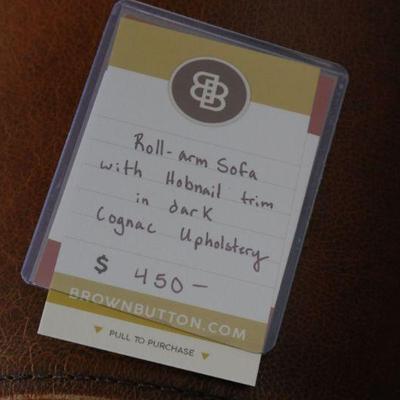 BB
Roll-arm Sofa
with Hobnail trim
in dark
Cognac Upholstery
$ 450-
BROWNBUTTON.COM
PULL TO PURCHASE